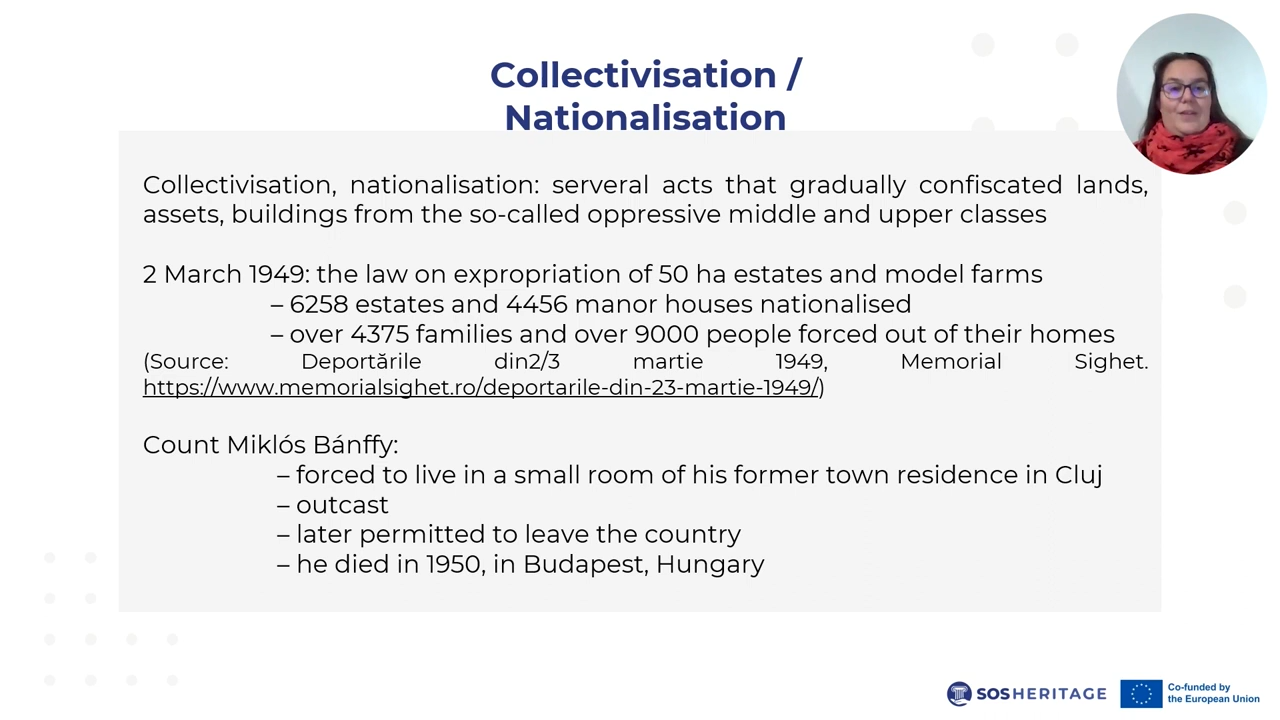 Collectivisation /
Nationalisation
Collectivisation, nationalisation: serveral acts that gradually confiscated lands,
assets, buildings from the so-called oppressive middle and upper classes
2 March 1949: the law on expropriation of 50 ha estates and model farms
– 6258 estates and 4456 manor houses nationalised
– over 4375 families and over 9000 people forced out of their homes
(Source: Deportările din2/3 martie 1949, Memorial Sighet.
https://www.memorialsighet.ro/deportarile-din-23-martie-1949/)
Count Miklós Bánffy:
– forced to live in a small room of his former town residence in Cluj
– outcast
– later permitted to leave the country
– he died in 1950, in Budapest, Hungary
SOSHERITAGE
Co-funded by
the European Union